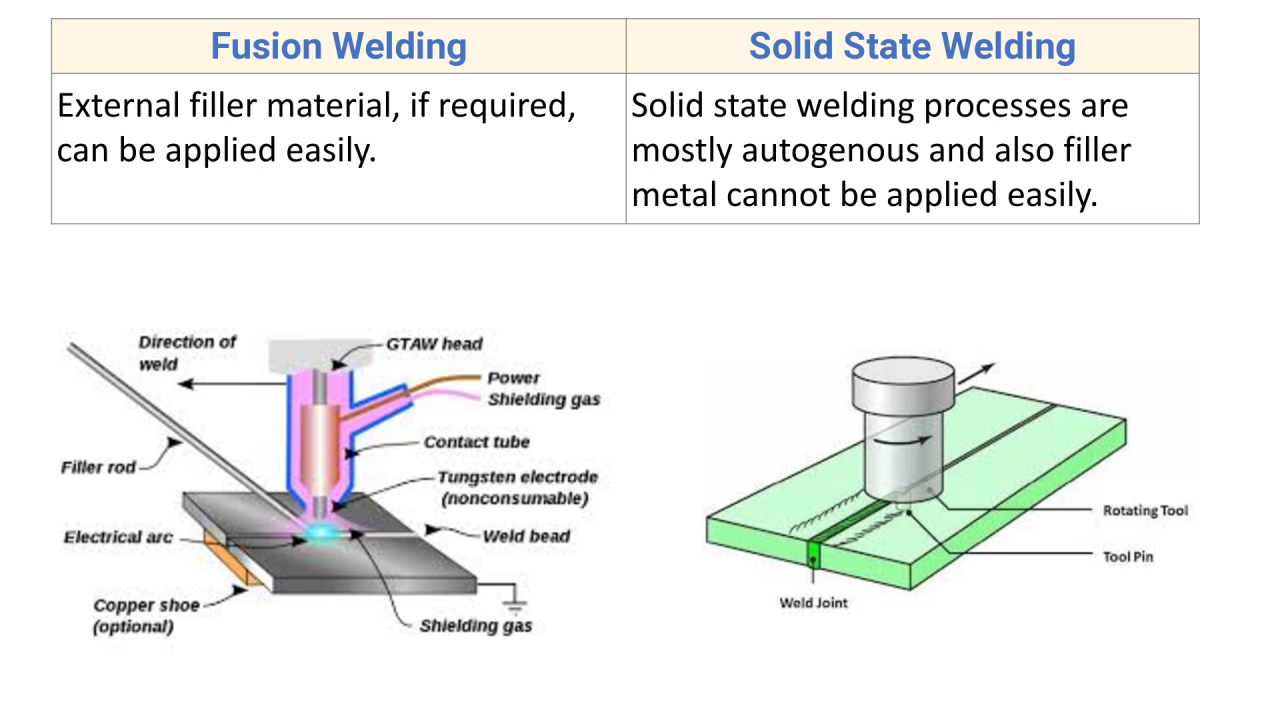 Fusion Welding
Solid State Welding
External filler material, if required,
can be applied easily.
Solid state welding processes are
mostly autogenous and also filler
metal cannot be applied easily.
Direction of
weld
GTAW head
Power
Shielding gas
Contact tube
Filler rod
Tungsten electrode
(nonconsumable)
Electrical arc
Weld bead
Copper shoe
(optional)
Shielding gas
Rotating Tool
Tool Pin
Weld Joint